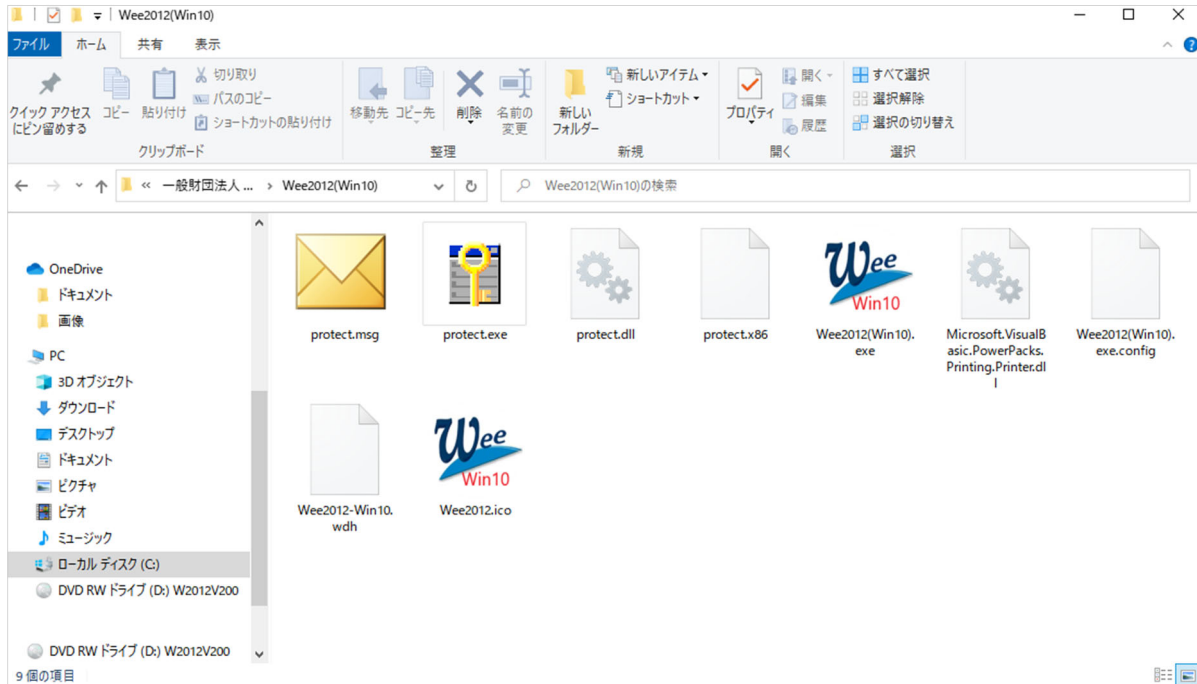 Wee2012(Win10)
ファイル ホーム 共有 表示
クイック アクセス
にピン留めする
コピー
貼り付け
切り取り
パスのコピー
ショートカットの貼り付け
クリップボード
移動先
コピー先
削除
名前の
変更
整理
新しい
フォルダー
新しいアイテム
ショートカット
新規
プロパティ
開く
編集
履歴
開く
すべて選択
選択解除
選択の切り替え
選択
« 一般財団法人 ... › Wee2012(Win10)
Wee2012(Win10)の検索
OneDrive
ドキュメント
画像
PC
3D オブジェクト
ダウンロード
デスクトップ
ドキュメント
ピクチャ
ビデオ
ミュージック
ローカル ディスク (C:)
DVD RW ドライブ (D:) W2012V200
DVD RW ドライブ (D:) W2012V200
protect.msg
protect.exe
protect.dll
protect.x86
Wee
Win10
Wee2012(Win10).
exe
Microsoft.VisualB
asic.PowerPacks.
Printing.Printer.dl
l
Wee2012(Win10).
exe.config
Wee2012-Win10.
wdh
Wee
Win10
Wee2012.ico
9 個の項目